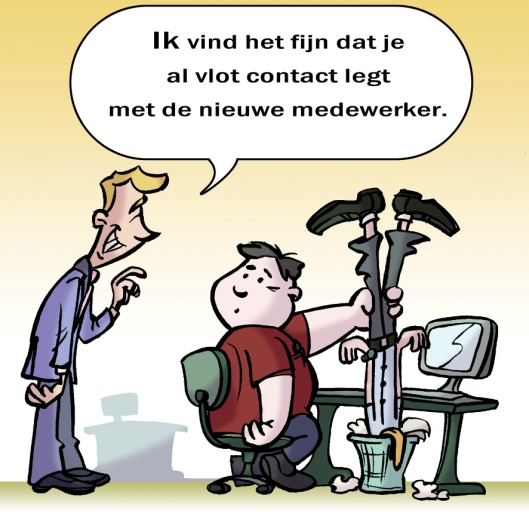 Ik vind het fijn dat je
al vlot contact legt
met de nieuwe medewerker.